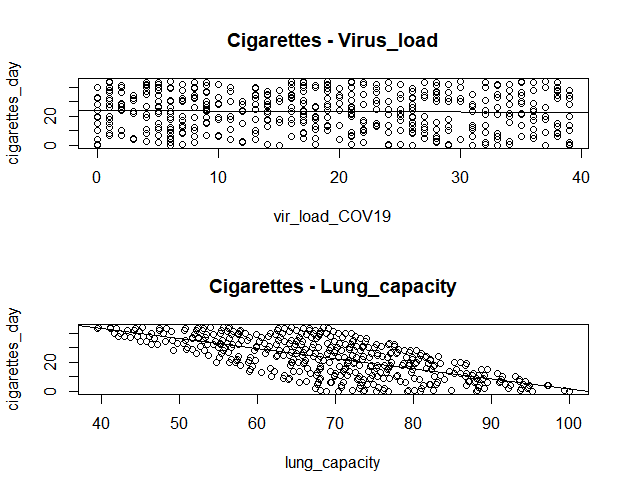 Cigarettes - Virus_load
cigarettes_day
0 20
0 10 20 30 40
vir_load_COV19
Cigarettes - Lung_capacity
cigarettes_day
0 20
40 50 60 70 80 90 100
lung_capacity